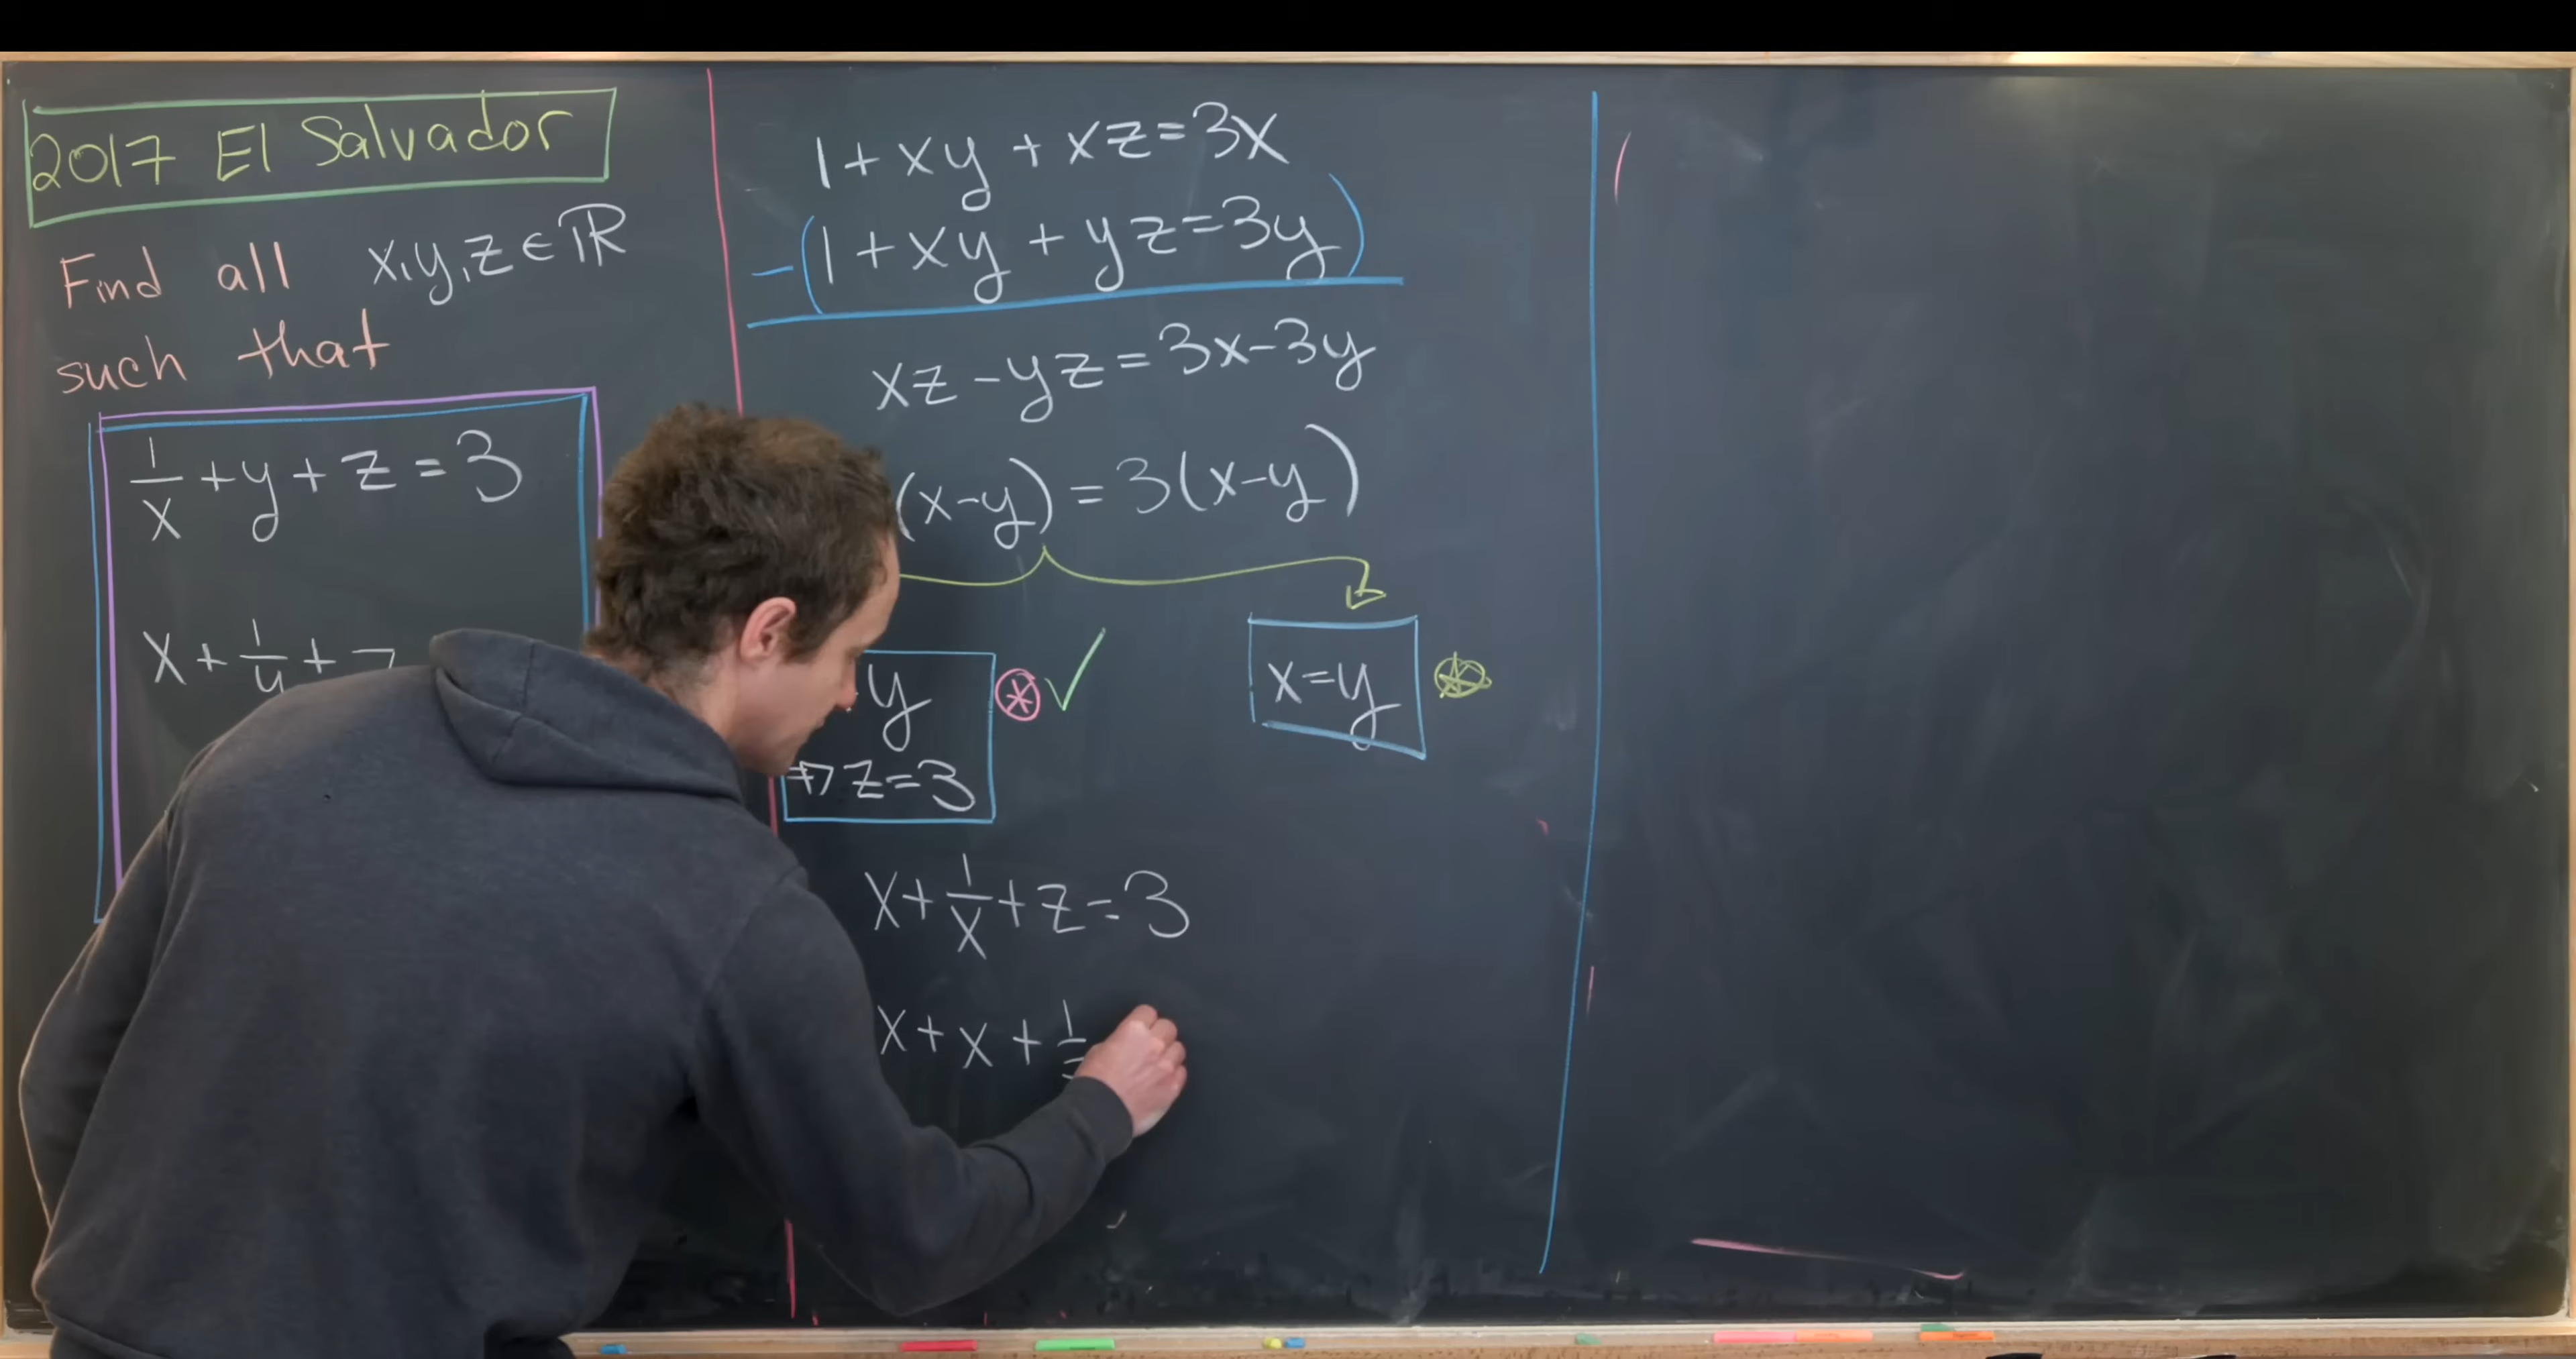 2017 El Salvador
Find all x,y,z∈ℝ
such that
1/x + y + z = 3
x + 1/y +
1 + xy + xz = 3x
-(1 + xy + yz = 3y)
xz - yz = 3x - 3y
(x-y) = 3(x-y)
y
⇒ z = 3
x = y
x + 1/x + z = 3
x + x +